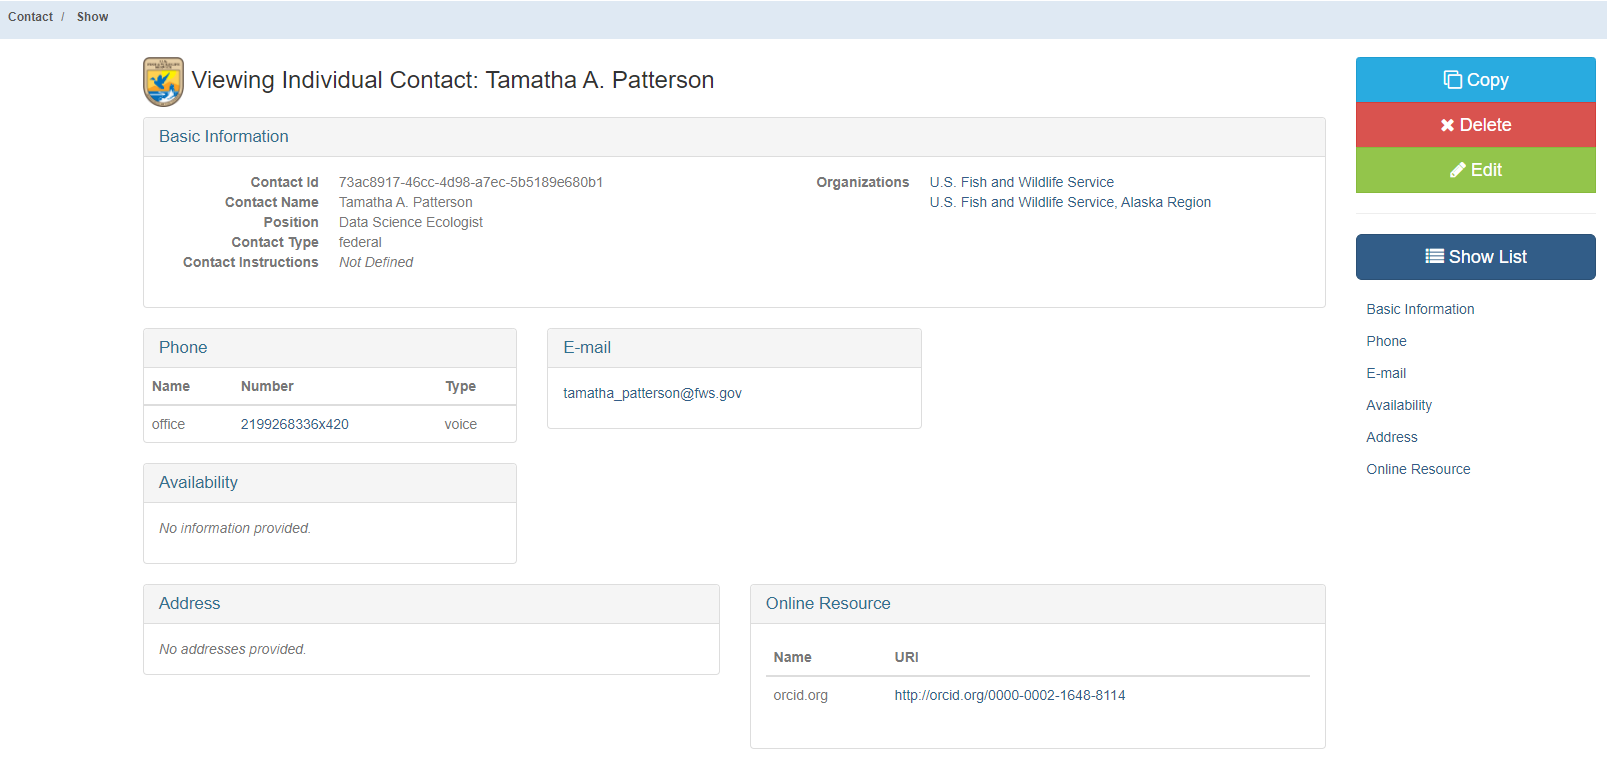 Contact / Show
Viewing Individual Contact: Tamatha A. Patterson
Basic Information
Contact Id 73ac8917-46cc-4d98-a7ec-5b5189e680b1
Contact Name Tamatha A. Patterson
Position Data Science Ecologist
Contact Type federal
Contact Instructions Not Defined
Organizations U.S. Fish and Wildlife Service
U.S. Fish and Wildlife Service, Alaska Region
Phone
Name Number Type
office 2199268336x420 voice
E-mail
tamatha_patterson@fws.gov
Availability
No information provided.
Address
No addresses provided.
Online Resource
Name URI
orcid.org http://orcid.org/0000-0002-1648-8114
Copy
Delete
Edit
Show List
Basic Information
Phone
E-mail
Availability
Address
Online Resource